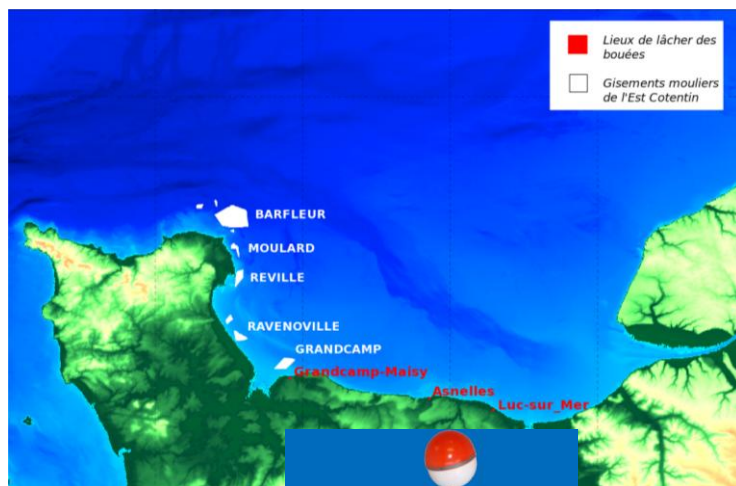 Lieux de lâcher des
bouées
Gisements mouliers
de l'Est Cotentin
BARFLEUR
MOULARD
REVILLE
RAVENOVILLE
GRANDCAMP
Grandcamp-Maisy
Asnelles
Luc-sur_Mer